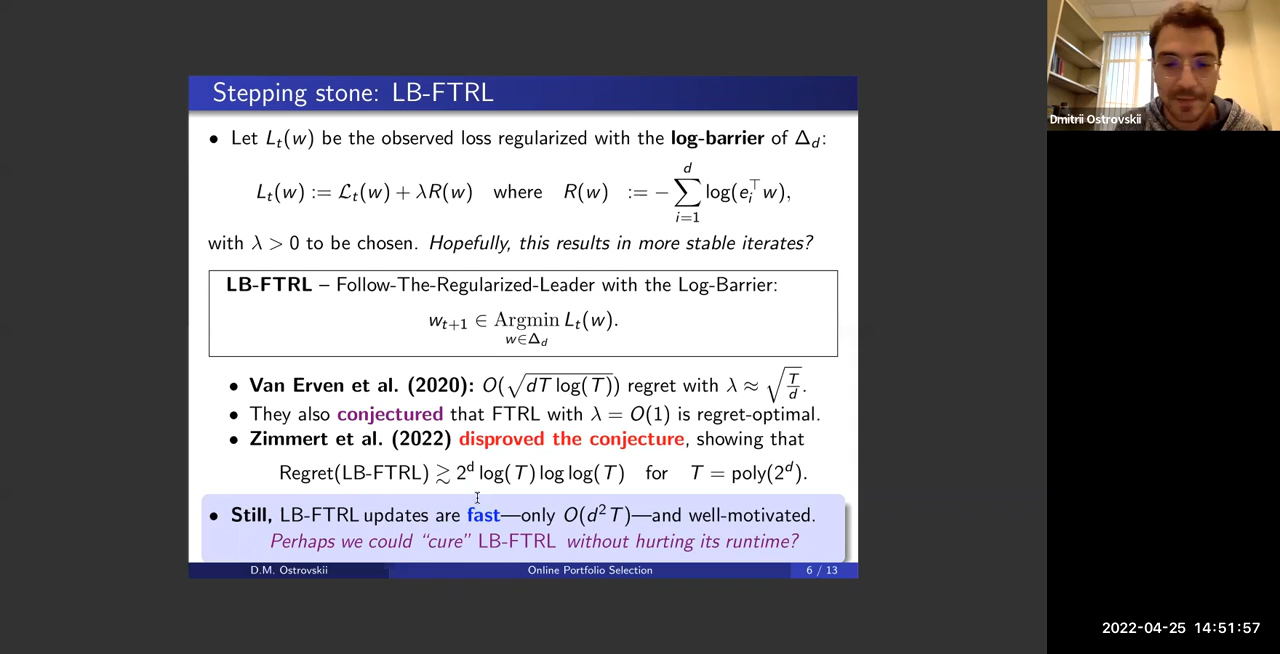 Stepping stone: LB-FTRL
• Let L_t(w) be the observed loss regularized with the log-barrier of Δ_d:
L_t(w) := ℒ_t(w) + λR(w) where R(w) := −∑_{i=1}^{d} log(e_i^⊤ w),
with λ > 0 to be chosen. Hopefully, this results in more stable iterates?
LB-FTRL – Follow-The-Regularized-Leader with the Log-Barrier:
w_{t+1} ∈ Argmin_{w∈Δ_d} L_t(w).
• Van Erven et al. (2020): O(√(dT log(T))) regret with λ ≈ √(T/d).
• They also conjectured that FTRL with λ = O(1) is regret-optimal.
• Zimmert et al. (2022) disproved the conjecture, showing that
Regret(LB-FTRL) ≳ 2^d log(T) log log(T) for T = poly(2^d).
• Still, LB-FTRL updates are fast—only O(d²T)—and well-motivated.
Perhaps we could “cure” LB-FTRL without hurting its runtime?
D.M. Ostrovskii Online Portfolio Selection 6 / 13
Dmitrii Ostrovskii
2022-04-25 14:51:57